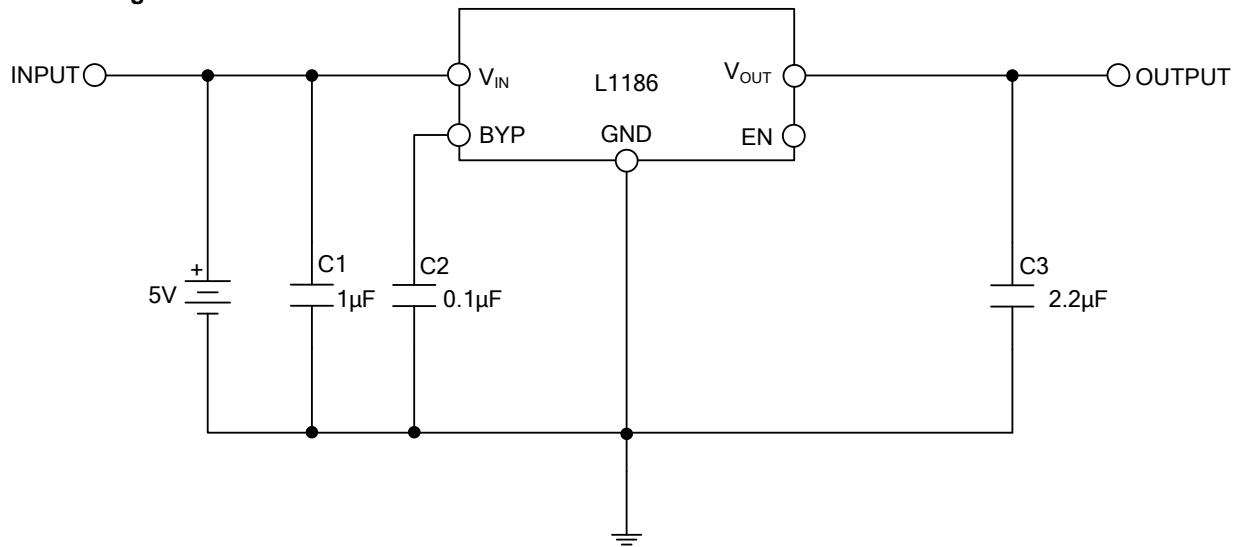 INPUT
V_IN
L1186
V_OUT
OUTPUT
BYP
GND
EN
+
5V
C1
1µF
C2
0.1µF
C3
2.2µF